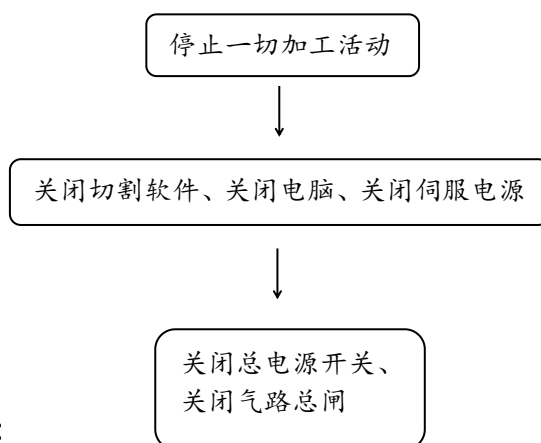 停止一切加工活动
关闭切割软件、关闭电脑、关闭伺服电源
关闭总电源开关、
关闭气路总闸